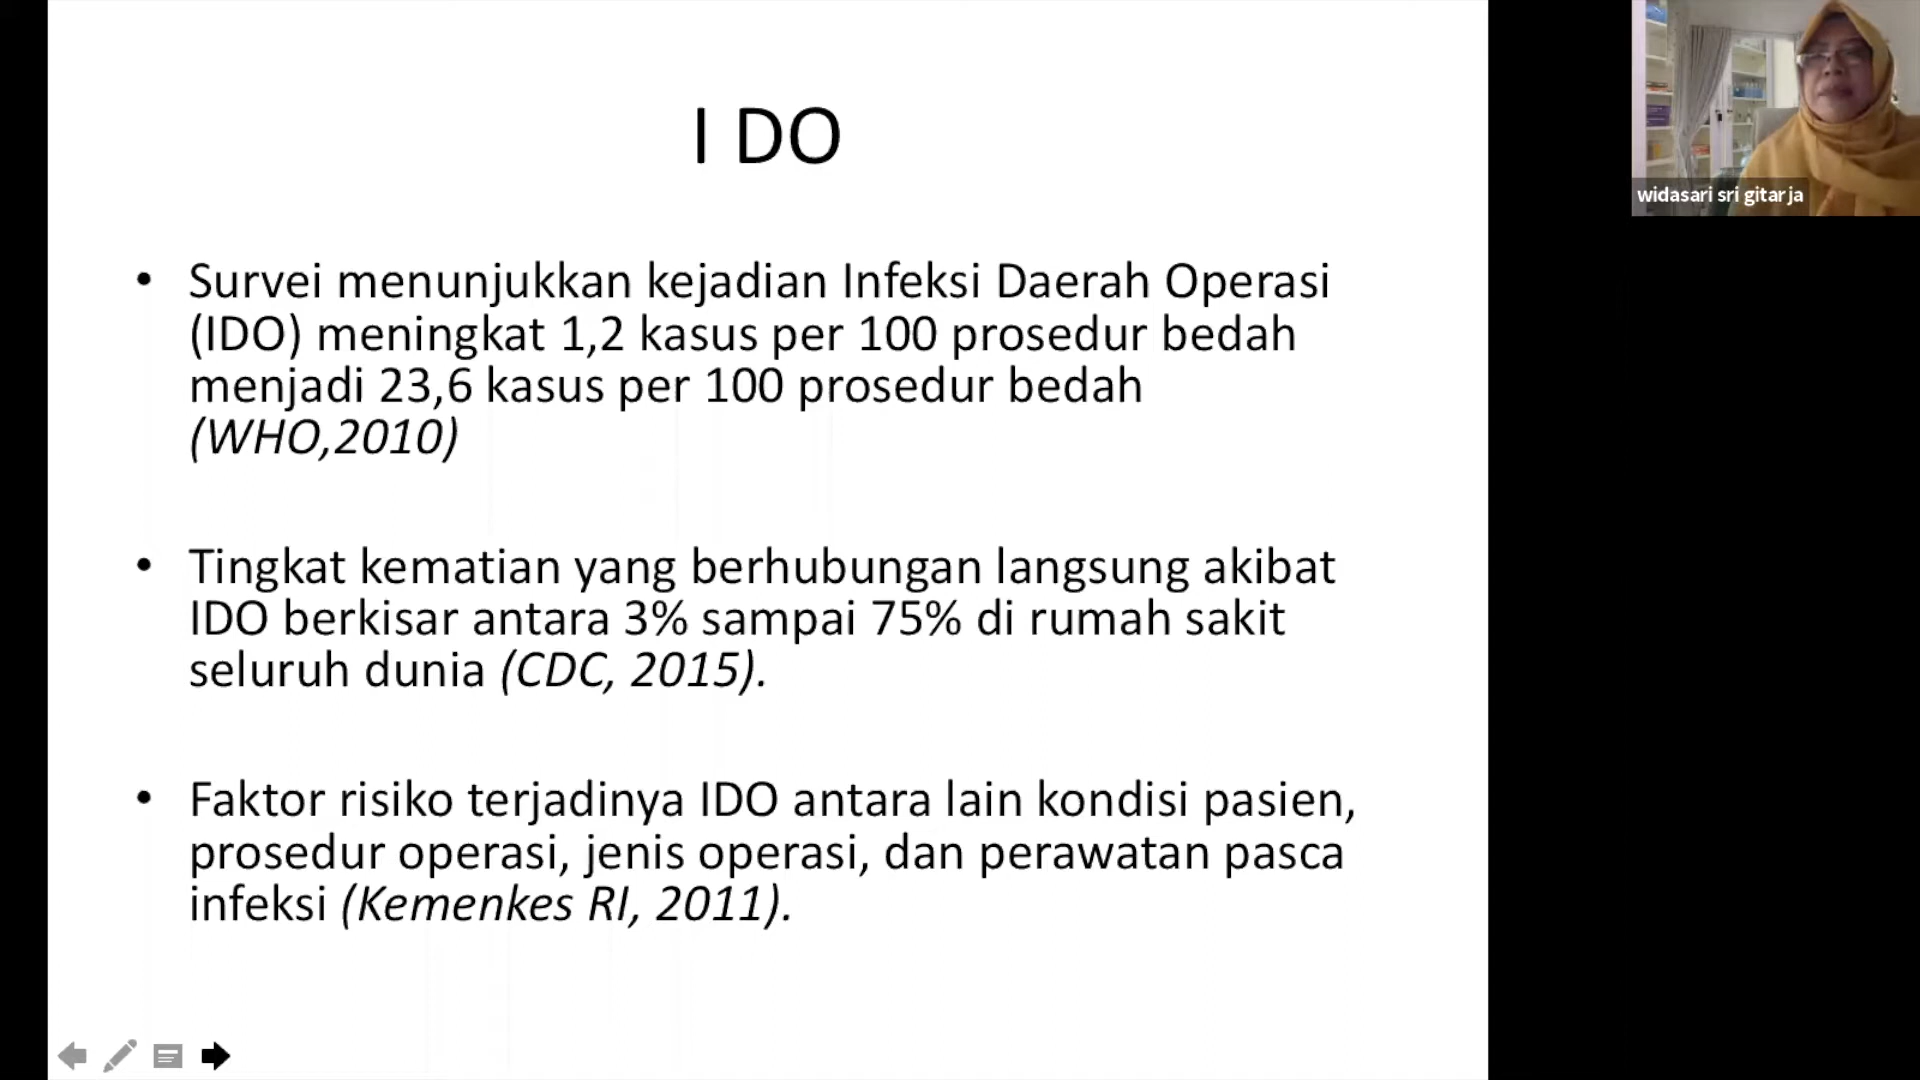 I DO
• Survei menunjukkan kejadian Infeksi Daerah Operasi
(IDO) meningkat 1,2 kasus per 100 prosedur bedah
menjadi 23,6 kasus per 100 prosedur bedah
(WHO,2010)
• Tingkat kematian yang berhubungan langsung akibat
IDO berkisar antara 3% sampai 75% di rumah sakit
seluruh dunia (CDC, 2015).
• Faktor risiko terjadinya IDO antara lain kondisi pasien,
prosedur operasi, jenis operasi, dan perawatan pasca
infeksi (Kemenkes RI, 2011).
widasari sri gitarja